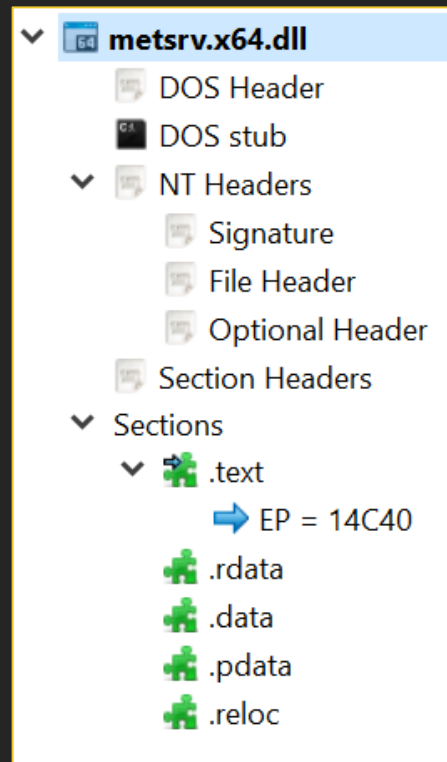 metsrv.x64.dll
DOS Header
DOS stub
NT Headers
Signature
File Header
Optional Header
Section Headers
Sections
.text
EP = 14C40
.rdata
.data
.pdata
.reloc